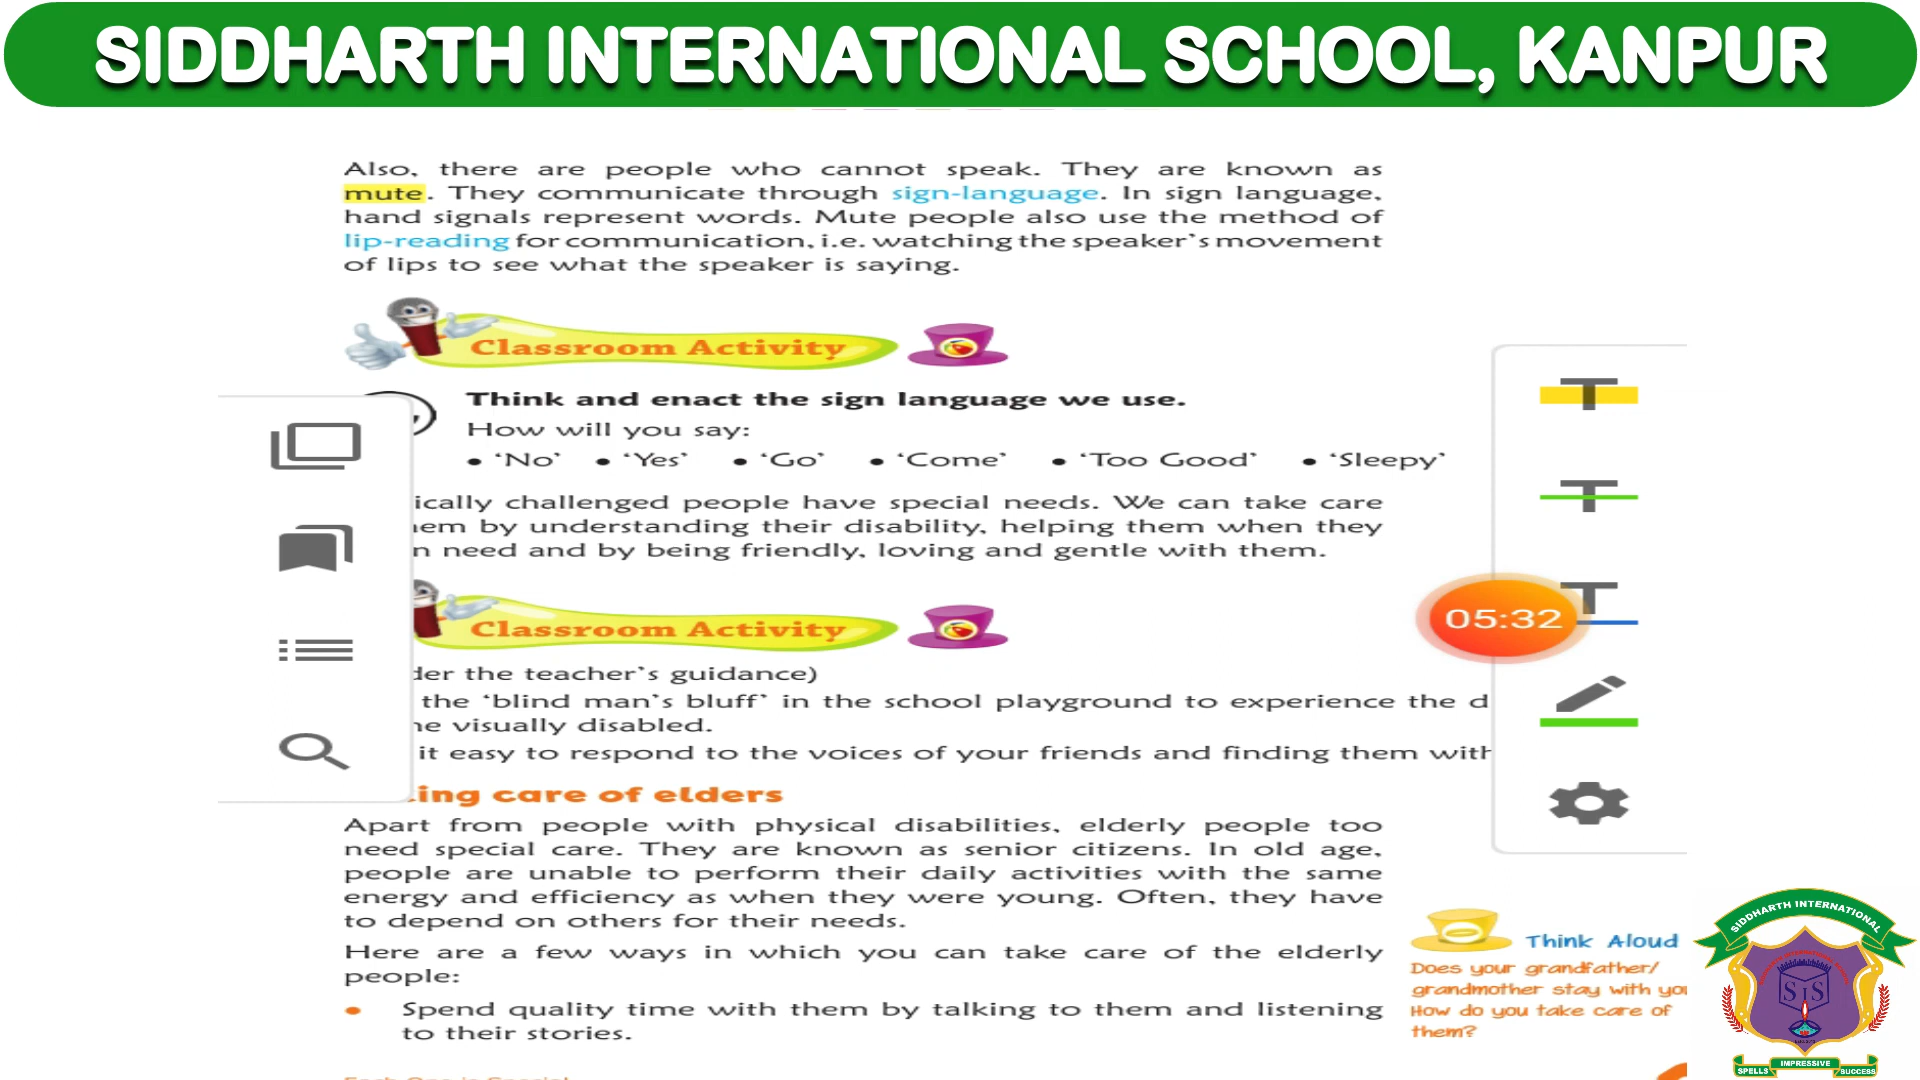 SIDDHARTH INTERNATIONAL SCHOOL, KANPUR
Also, there are people who cannot speak. They are known as
mute. They communicate through sign-language. In sign language,
hand signals represent words. Mute people also use the method of
lip-reading for communication, i.e. watching the speaker's movement
of lips to see what the speaker is saying.
Classroom Activity
Think and enact the sign language we use.
How will you say:
• 'No' • 'Yes' • 'Go' • 'Come' • 'Too Good' • 'Sleepy'
ically challenged people have special needs. We can take care
hem by understanding their disability, helping them when they
n need and by being friendly, loving and gentle with them.
05:32
Classroom Activity
der the teacher's guidance)
the 'blind man's bluff' in the school playground to experience the d
he visually disabled.
it easy to respond to the voices of your friends and finding them with
ing care of elders
Apart from people with physical disabilities, elderly people too
need special care. They are known as senior citizens. In old age,
people are unable to perform their daily activities with the same
energy and efficiency as when they were young. Often, they have
to depend on others for their needs.
Here are a few ways in which you can take care of the elderly
people:
• Spend quality time with them by talking to them and listening
to their stories.
Think Aloud
Does your grandfather/
grandmother stay with you
How do you take care of
them?
SIDDHARTH INTERNATIONAL
SIS
SPELLS IMPRESSIVE SUCCESS